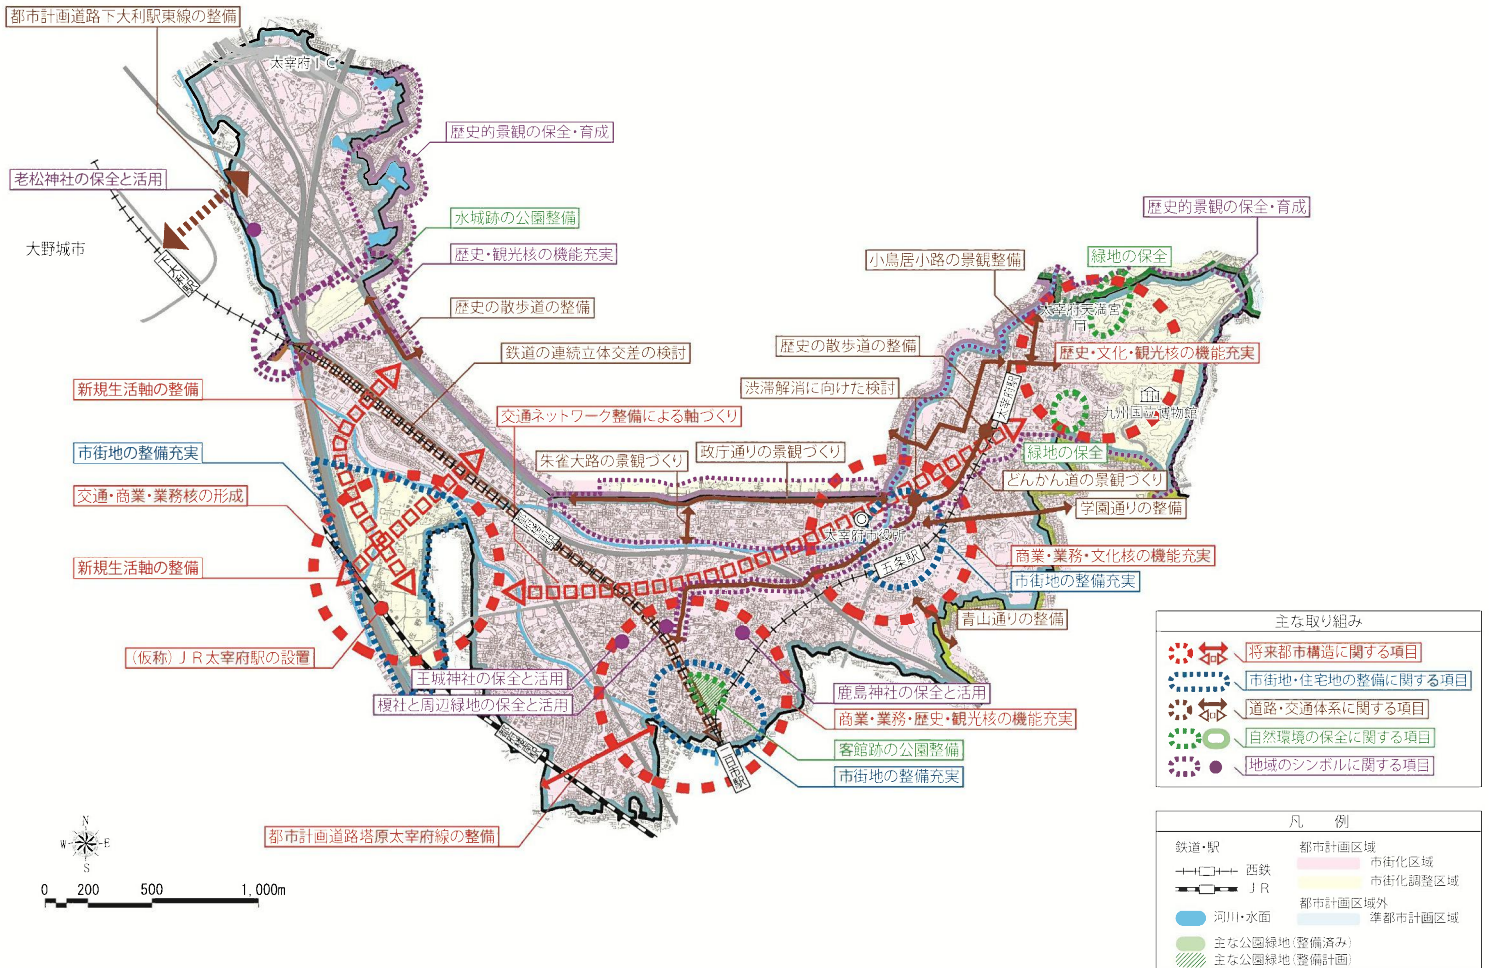 都市計画道路下大利駅東線の整備
太宰府IC
歴史的景観の保全・育成
老松神社の保全と活用
水城跡の公園整備
大野城市
下大利駅
歴史・観光核の機能充実
歴史の散歩道の整備
鉄道の連続立体交差の検討
新規生活軸の整備
交通ネットワーク整備による軸づくり
市街地の整備充実
朱雀大路の景観づくり
政庁通りの景観づくり
交通・商業・業務核の形成
新規生活軸の整備
(仮称)JR太宰府駅の設置
歴史的景観の保全・育成
緑地の保全
小鳥居小路の景観整備
太宰府天満宮
歴史の散歩道の整備
歴史・文化・観光核の機能充実
渋滞解消に向けた検討
太宰府駅
九州国立博物館
緑地の保全
どんかん道の景観づくり
学園通りの整備
太宰府市役所
五条駅
商業・業務・文化核の機能充実
市街地の整備充実
青山通りの整備
王城神社の保全と活用
榎社と周辺緑地の保全と活用
鹿島神社の保全と活用
商業・業務・歴史・観光核の機能充実
客館跡の公園整備
市街地の整備充実
二日市駅
都市計画道路塔原太宰府線の整備
N
W
E
S
0 200 500 1,000m
主な取り組み
将来都市構造に関する項目
市街地・住宅地の整備に関する項目
道路・交通体系に関する項目
自然環境の保全に関する項目
地域のシンボルに関する項目
凡 例
鉄道・駅
西鉄
JR
河川・水面
主な公園緑地(整備済み)
主な公園緑地(整備計画)
都市計画区域
市街化区域
市街化調整区域
都市計画区域外
準都市計画区域